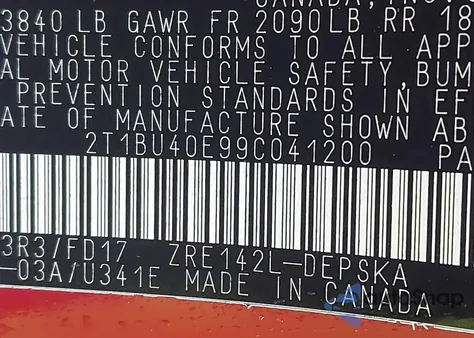 CANADA, INC.
3840 LB GAWR FR 2090LB RR 18
VEHICLE CONFORMS TO ALL APP
AL MOTOR VEHICLE SAFETY, BUM
PREVENTION STANDARDS IN EF
ATE OF MANUFACTURE SHOWN AB
2T1BU40E99C041200 PA
3R3/FD17 ZRE142L-DEPSKA
-03A/U341E MADE IN CANADA